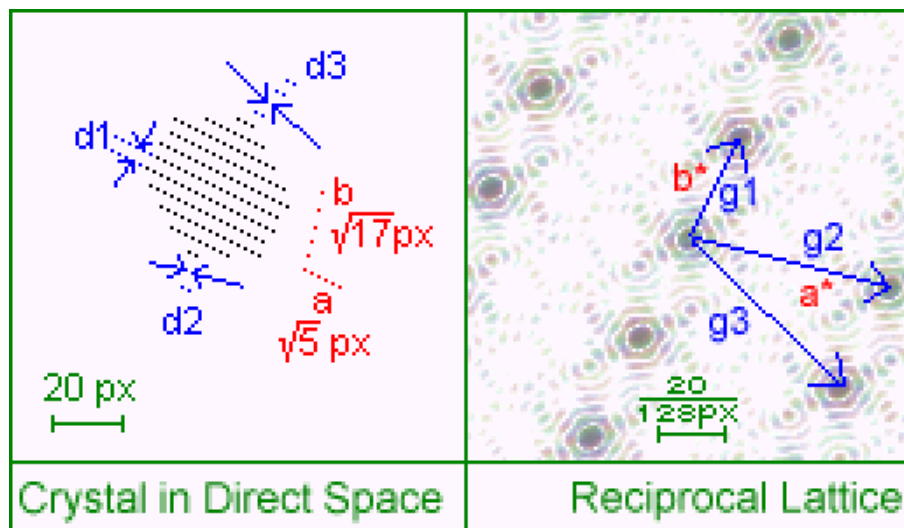 d3
d1
b
√17px
a
√5 px
d2
20 px
b*
g1
g2
a*
g3
20
128px
Crystal in Direct Space
Reciprocal Lattice